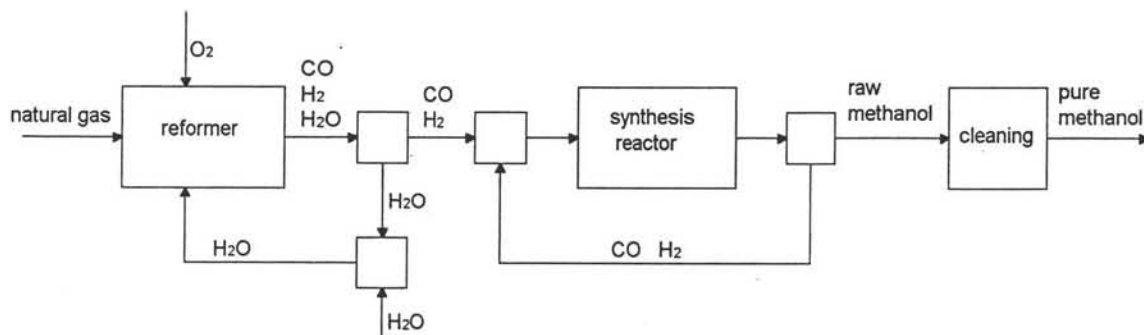 O2
natural gas
reformer
CO
H2
H2O
CO
H2
synthesis
reactor
raw
methanol
cleaning
pure
methanol
H2O
H2O
CO H2
H2O